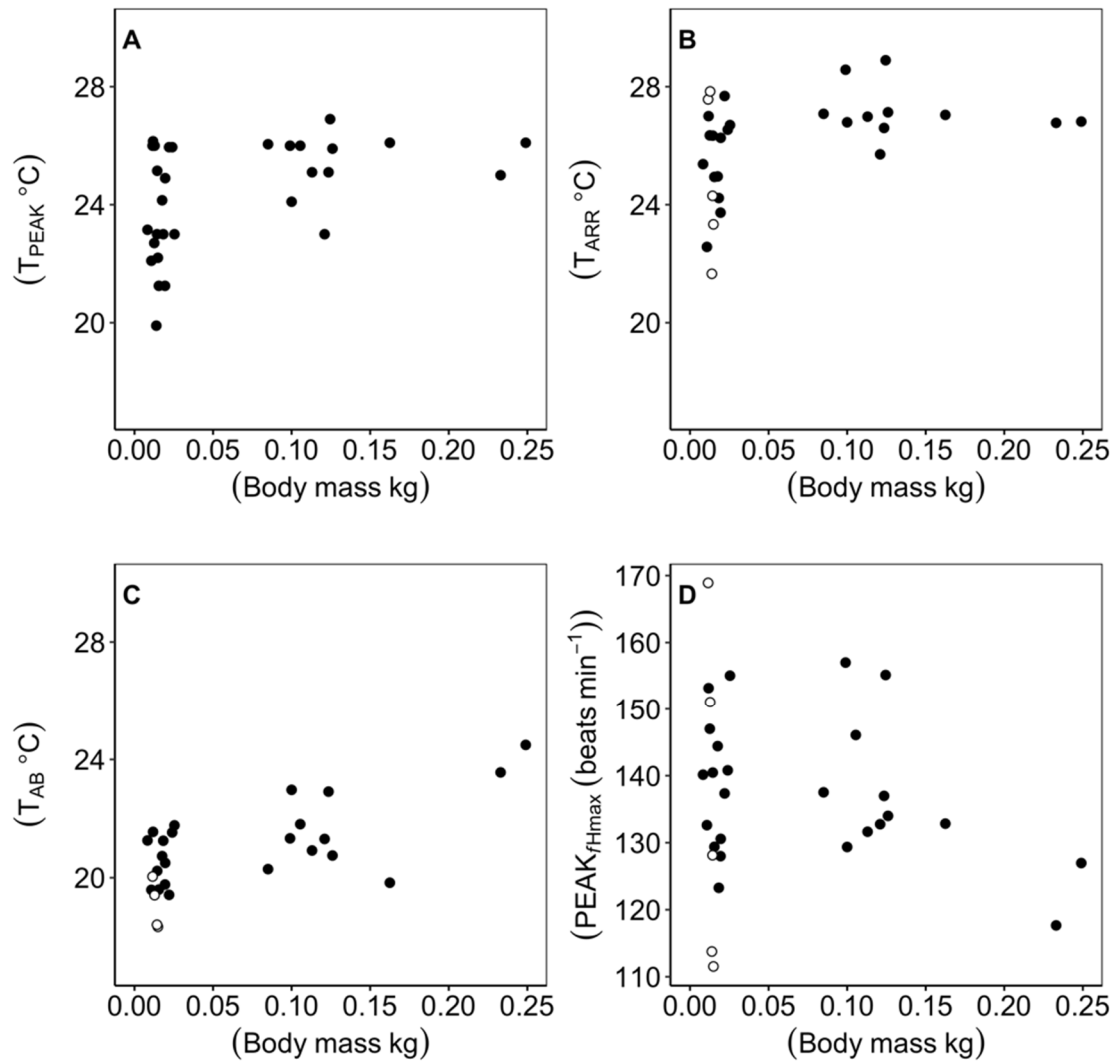 A
28
24
20
(T_PEAK °C)
0.00 0.05 0.10 0.15 0.20 0.25
(Body mass kg)
B
28
24
20
(T_ARR °C)
0.00 0.05 0.10 0.15 0.20 0.25
(Body mass kg)
C
28
24
20
(T_AB °C)
0.00 0.05 0.10 0.15 0.20 0.25
(Body mass kg)
D
170
160
150
140
130
120
110
(PEAK_fHmax (beats min⁻¹))
0.00 0.05 0.10 0.15 0.20 0.25
(Body mass kg)